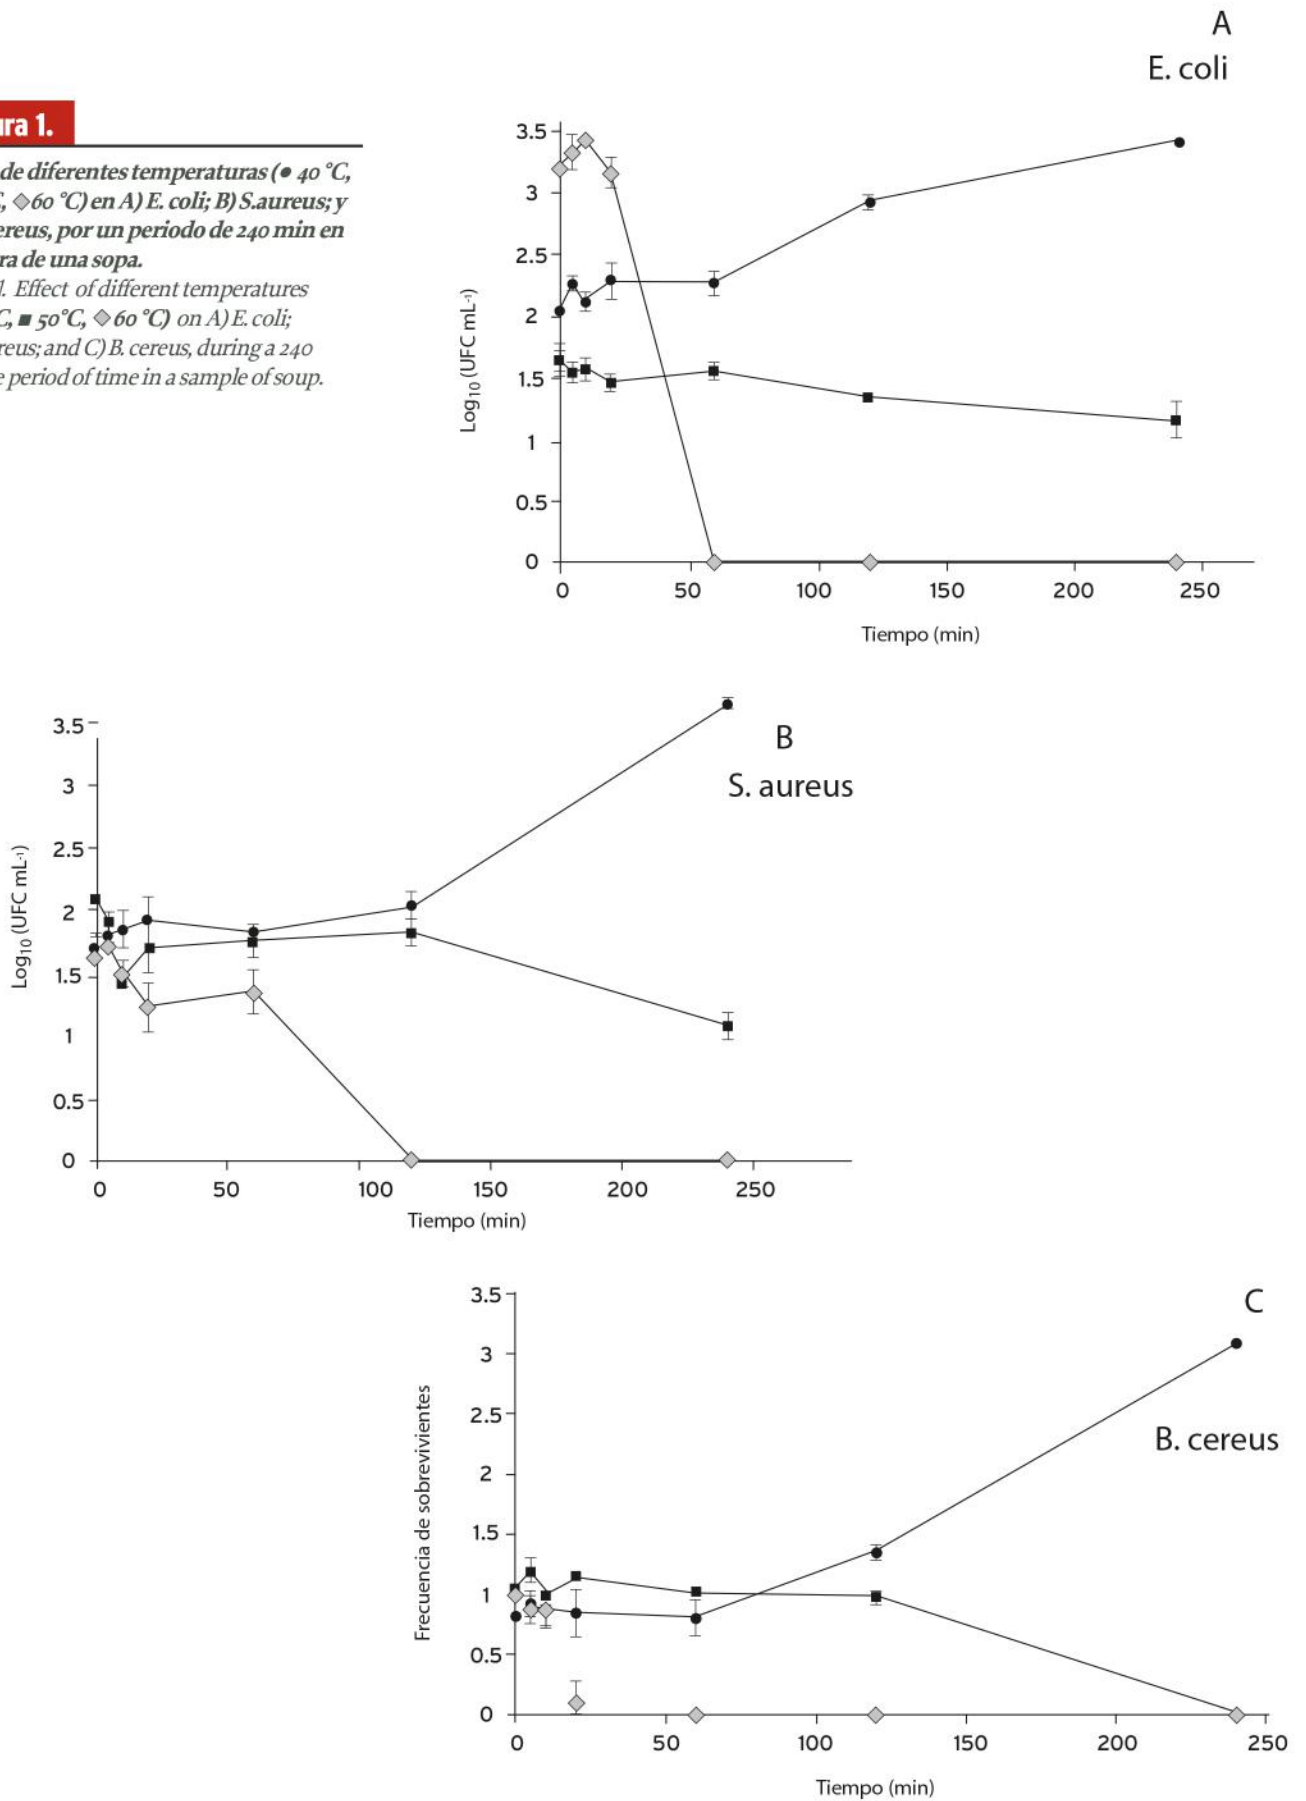 A
E. coli
ura 1.
de diferentes temperaturas (● 40 °C,
, ◇60 °C) en A) E. coli; B) S.aureus; y
ereus, por un periodo de 240 min en
ra de una sopa.
. Effect of different temperatures
C, ■ 50°C, ◇ 60 °C) on A) E. coli;
reus; and C) B. cereus, during a 240
e period of time in a sample of soup.
3.5
3
2.5
2
1.5
1
0.5
0
Log10 (UFC mL-1)
0 50 100 150 200 250
Tiempo (min)
B
S. aureus
3.5
3
2.5
2
1.5
1
0.5
0
Log10 (UFC mL-1)
0 50 100 150 200 250
Tiempo (min)
C
B. cereus
3.5
3
2.5
2
1.5
1
0.5
0
Frecuencia de sobrevivientes
0 50 100 150 200 250
Tiempo (min)